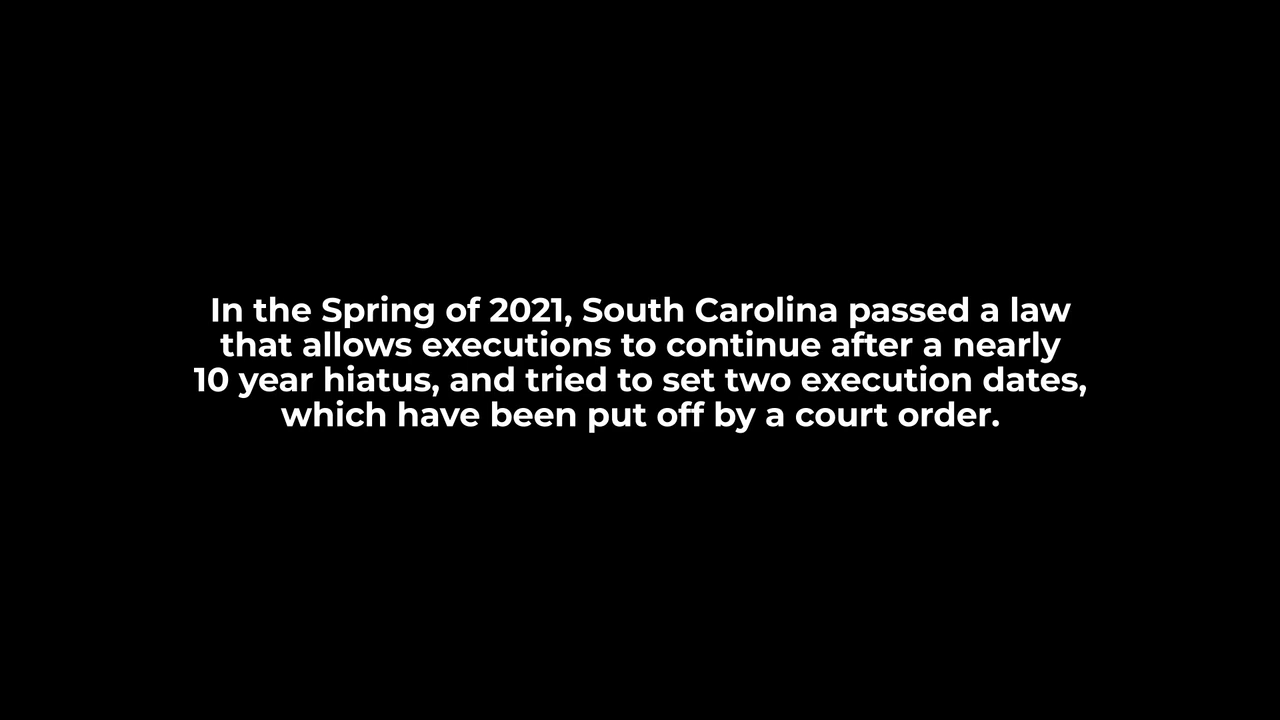 In the Spring of 2021, South Carolina passed a law
that allows executions to continue after a nearly
10 year hiatus, and tried to set two execution dates,
which have been put off by a court order.